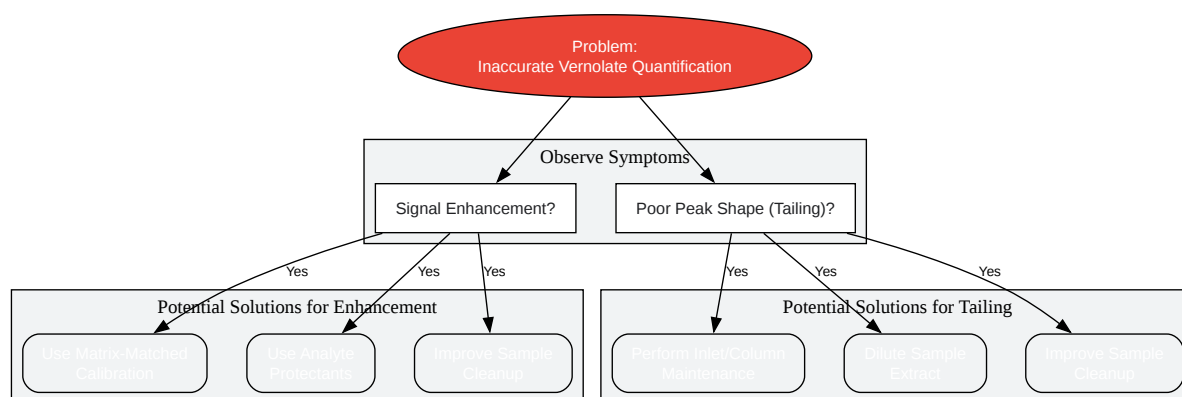 Problem:
Inaccurate Vernolate Quantification
Observe Symptoms
Signal Enhancement?
Poor Peak Shape (Tailing)?
Yes
Yes
Yes
Yes
Yes
Yes
Potential Solutions for Enhancement
Potential Solutions for Tailing
Use Matrix-Matched
Calibration
Use Analyte
Protectants
Improve Sample
Cleanup
Perform Inlet/Column
Maintenance
Dilute Sample
Extract
Improve Sample
Cleanup